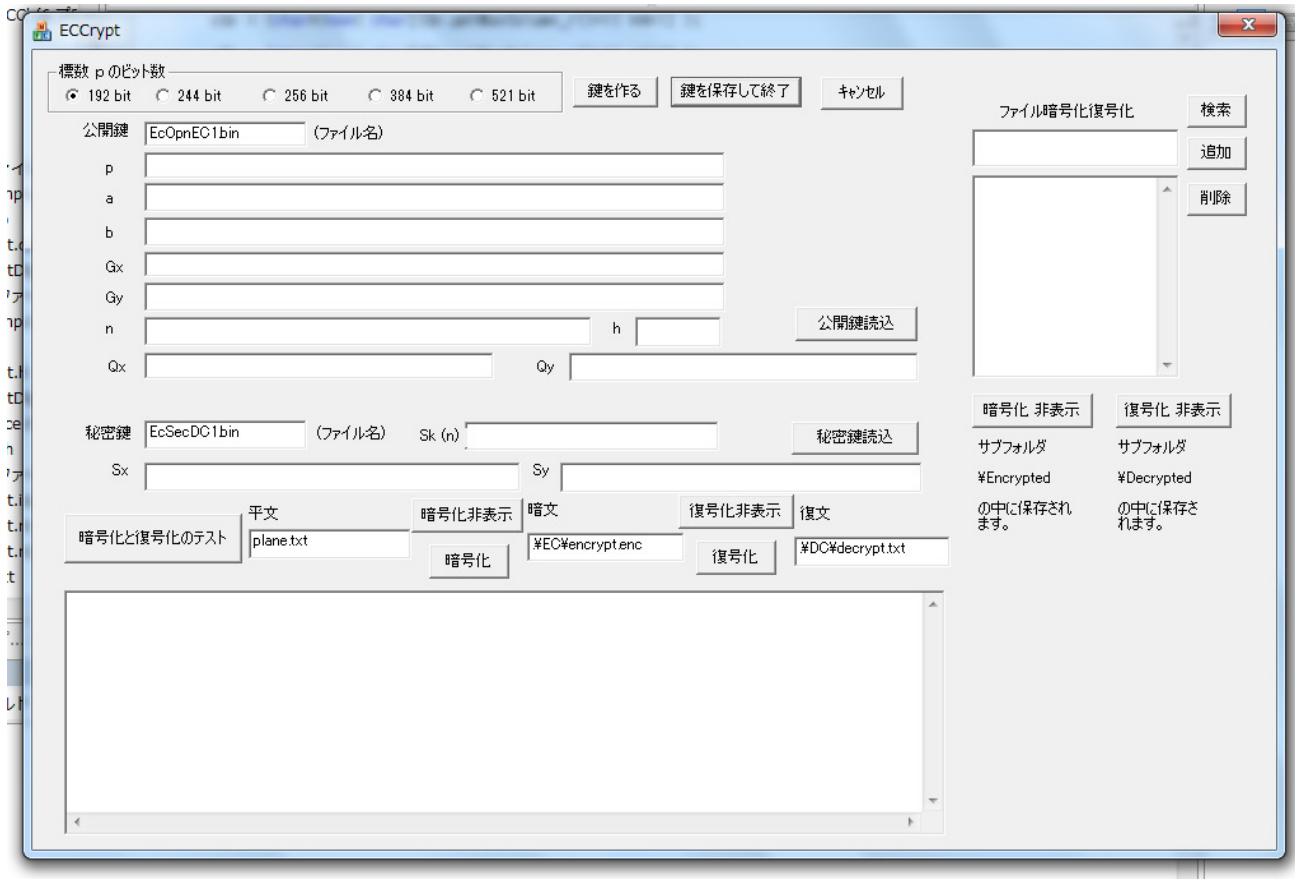 ECCrypt
標数 p のビット数
192 bit 244 bit 256 bit 384 bit 521 bit
鍵を作る 鍵を保存して終了 キャンセル
公開鍵 EcOpnEC1.bin (ファイル名)
p
a
b
Gx
Gy
n h 公開鍵読込
Qx Qy
秘密鍵 EcSecDC1.bin (ファイル名) Sk (n) 秘密鍵読込
Sx Sy
暗号化と復号化のテスト
平文
plane.txt
暗号化非表示
暗号化
暗文
.¥EC¥encrypt.enc
復号化非表示
復号化
復文
.¥DC¥decrypt.txt
ファイル暗号化復号化
検索
追加
削除
暗号化 非表示
サブフォルダ
¥Encrypted
の中に保存され
ます。
復号化 非表示
サブフォルダ
¥Decrypted
の中に保存さ
れます。